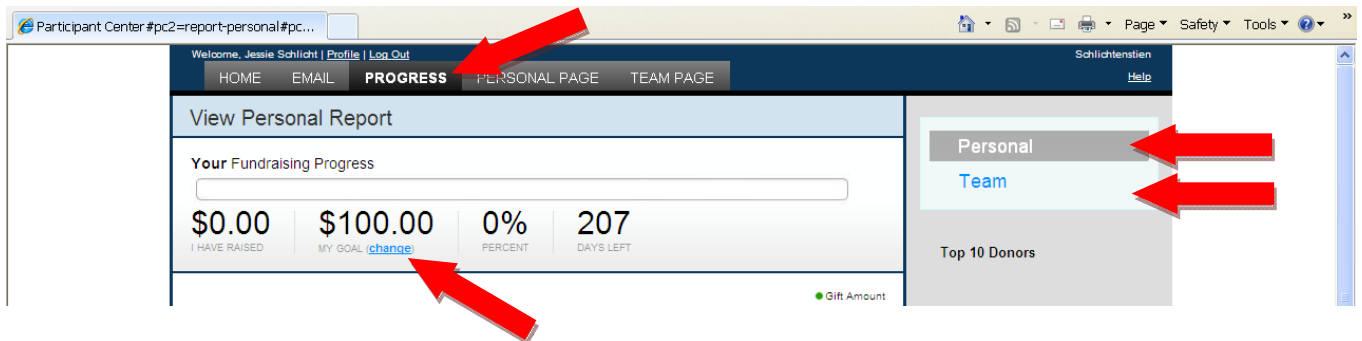 Participant Center #pc2=report-personal#pc...
Page Safety Tools »
Welcome, Jessie Schlicht | Profile | Log Out
Schlichtenstien
HOME EMAIL PROGRESS PERSONAL PAGE TEAM PAGE
Help
View Personal Report
Your Fundraising Progress
$0.00 $100.00 0% 207
I HAVE RAISED MY GOAL (change) PERCENT DAYS LEFT
Gift Amount
Personal
Team
Top 10 Donors